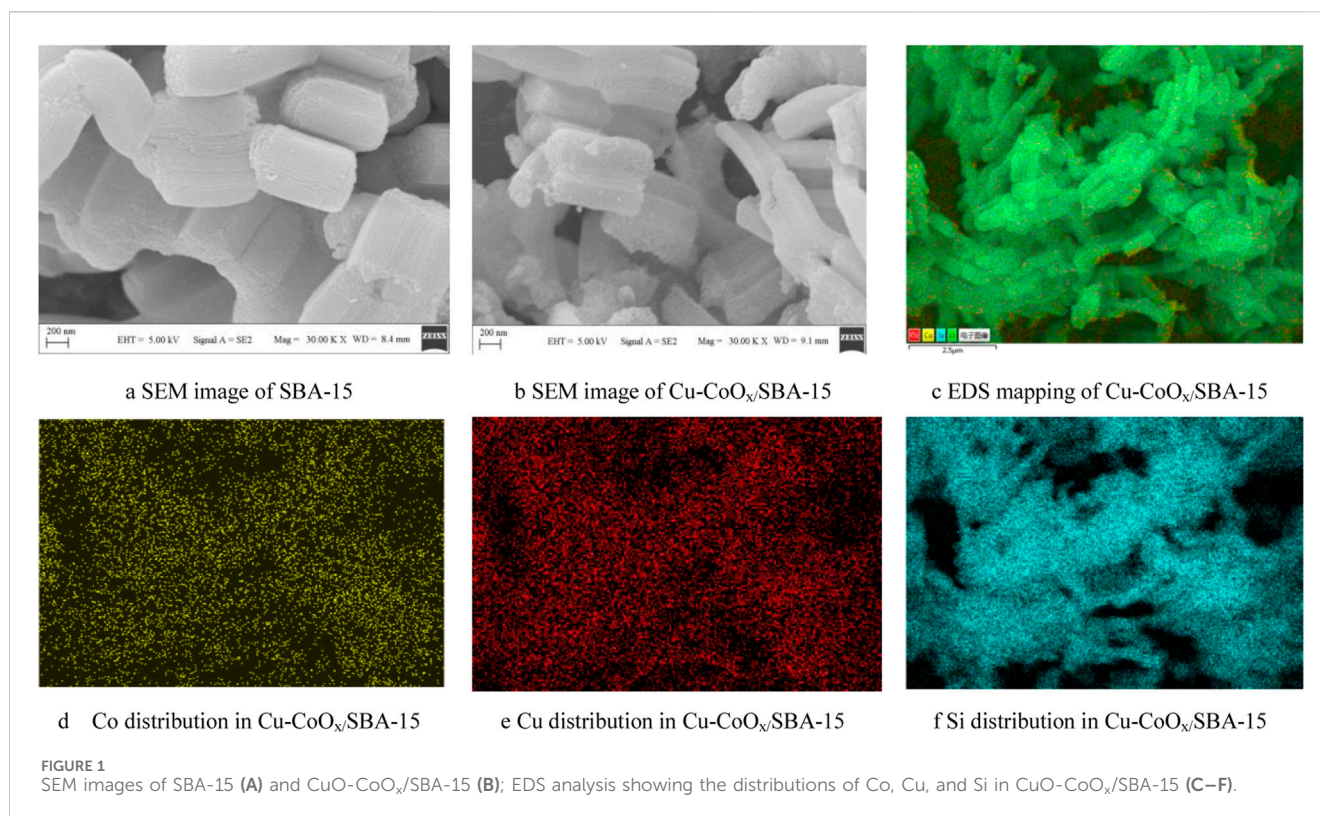 200 nm
EHT = 5.00 kV Signal A = SE2 Mag = 30.00 K X WD = 8.4 mm
ZEISS
200 nm
EHT = 5.00 kV Signal A = SE2 Mag = 30.00 K X WD = 9.1 mm
ZEISS
电子图像
2.5μm
a SEM image of SBA-15
b SEM image of Cu-CoOₓ/SBA-15
c EDS mapping of Cu-CoOₓ/SBA-15
d Co distribution in Cu-CoOₓ/SBA-15
e Cu distribution in Cu-CoOₓ/SBA-15
f Si distribution in Cu-CoOₓ/SBA-15
FIGURE 1
SEM images of SBA-15 (A) and CuO-CoOₓ/SBA-15 (B); EDS analysis showing the distributions of Co, Cu, and Si in CuO-CoOₓ/SBA-15 (C–F).